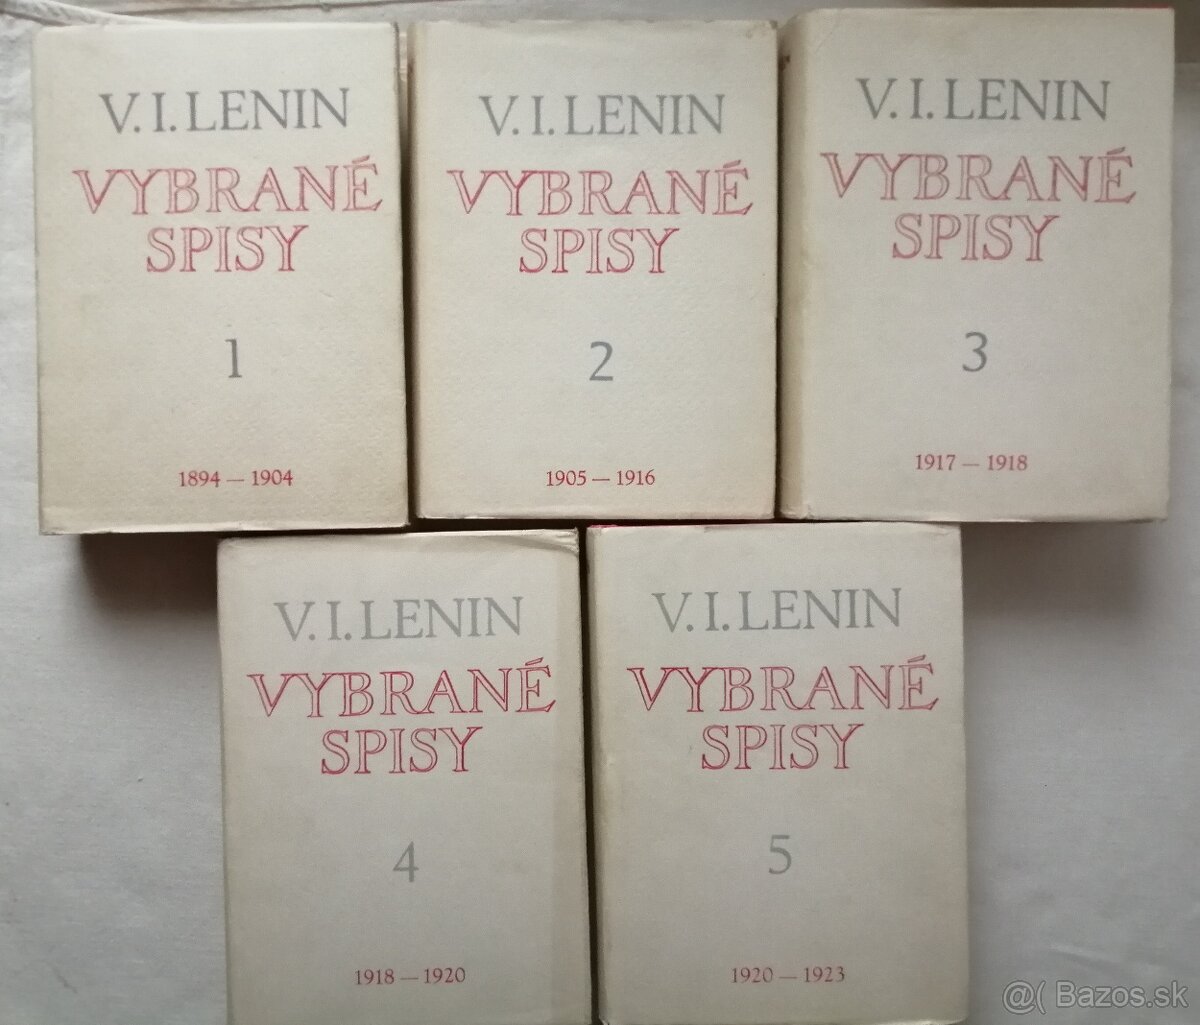 V. I. LENIN
VYBRANÉ
SPISY
1
1894 — 1904
V. I. LENIN
VYBRANÉ
SPISY
2
1905 — 1916
V. I. LENIN
VYBRANÉ
SPISY
3
1917 — 1918
V. I. LENIN
VYBRANÉ
SPISY
4
1918 — 1920
V. I. LENIN
VYBRANÉ
SPISY
5
1920 — 1923
@( Bazos.sk